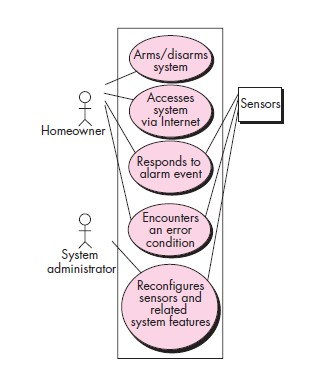 Arms/disarms
system
Accesses
system
via Internet
Sensors
Homeowner
Responds to
alarm event
Encounters
an error
condition
System
administrator
Reconfigures
sensors and
related
system features